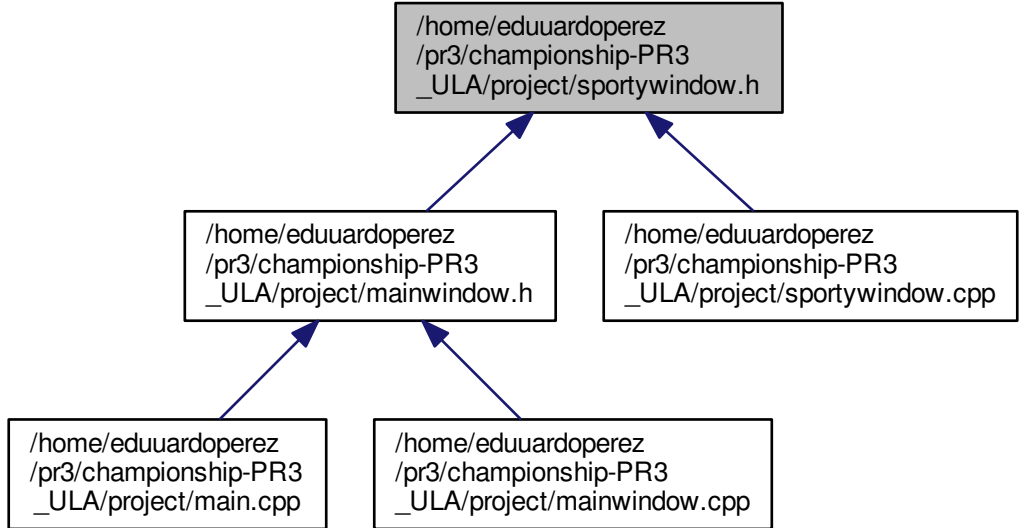 /home/eduuardoperez
/pr3/championship-PR3
_ULA/project/sportywindow.h
/home/eduuardoperez
/pr3/championship-PR3
_ULA/project/mainwindow.h
/home/eduuardoperez
/pr3/championship-PR3
_ULA/project/sportywindow.cpp
/home/eduuardoperez
/pr3/championship-PR3
_ULA/project/main.cpp
/home/eduuardoperez
/pr3/championship-PR3
_ULA/project/mainwindow.cpp